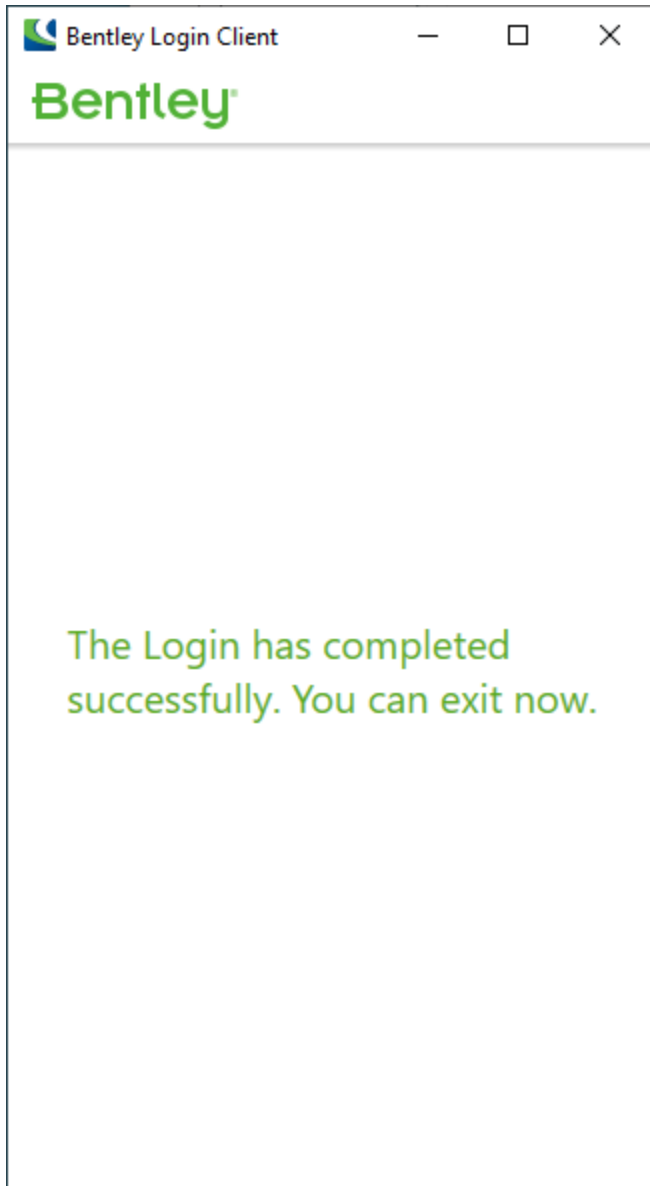 Bentley Login Client
Bentley®
The Login has completed
successfully. You can exit now.